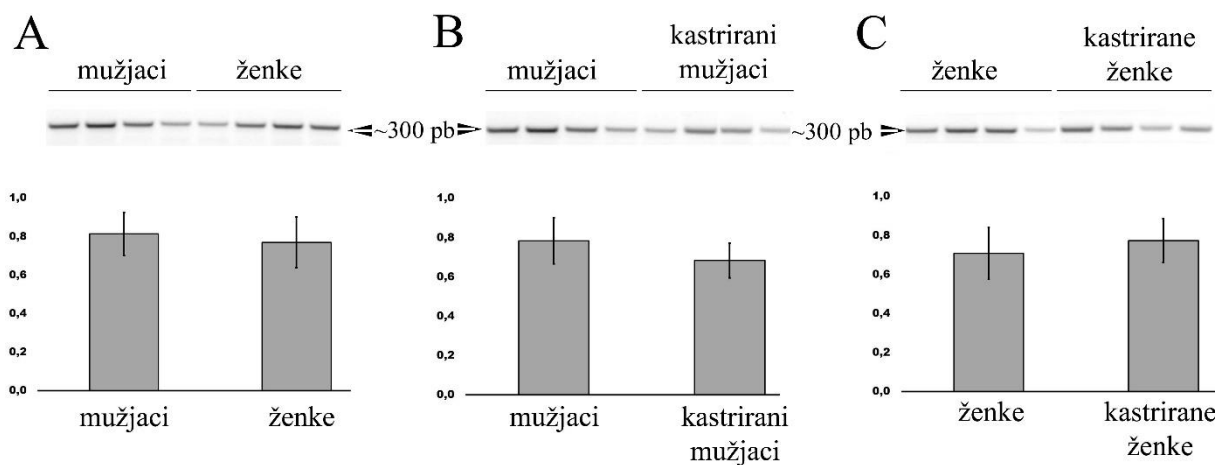 A
mužjaci ženke
~300 pb
1,0
0,8
0,6
0,4
0,2
0,0
mužjaci ženke
B
mužjaci kastrirani
mužjaci
~300 pb
1,0
0,8
0,6
0,4
0,2
0,0
mužjaci kastrirani
mužjaci
C
ženke kastrirane
ženke
1,0
0,8
0,6
0,4
0,2
0,0
ženke kastrirane
ženke